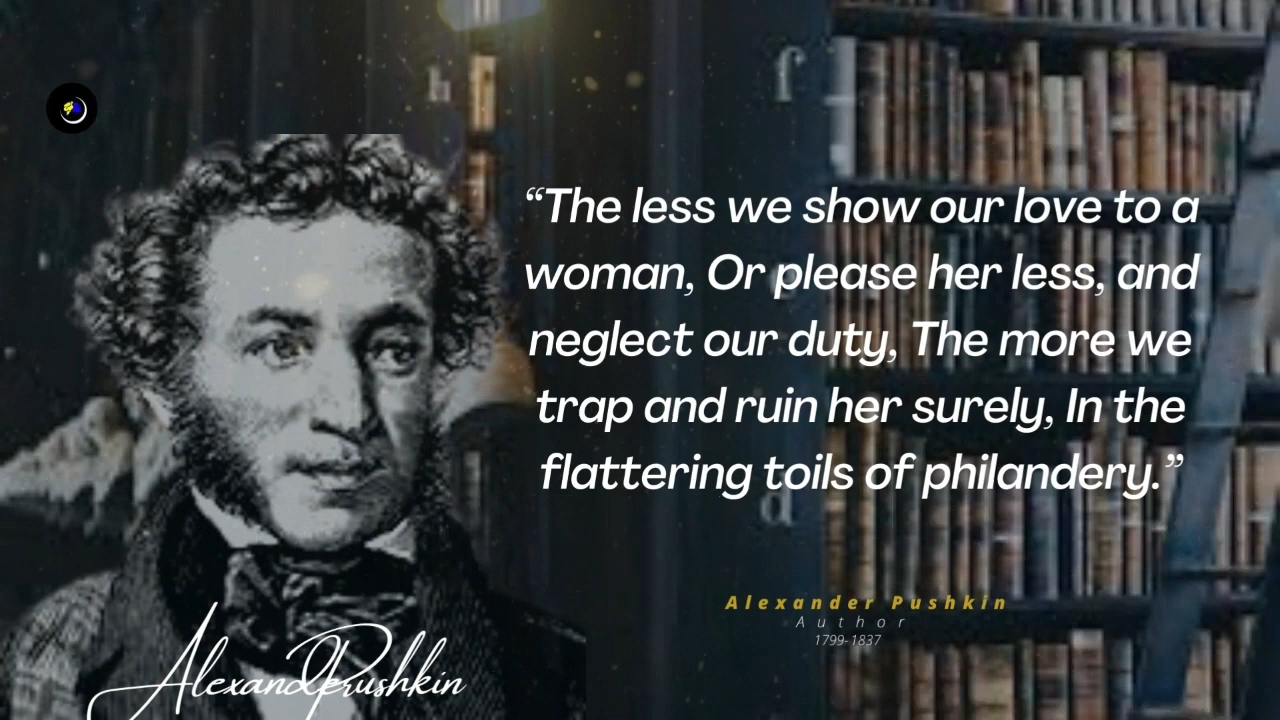 h
f
“The less we show our love to a
woman, Or please her less, and
neglect our duty, The more we
trap and ruin her surely, In the
flattering toils of philandery.”
d
Alexander Pushkin
Author
1799-1837
AlexandPrushkin